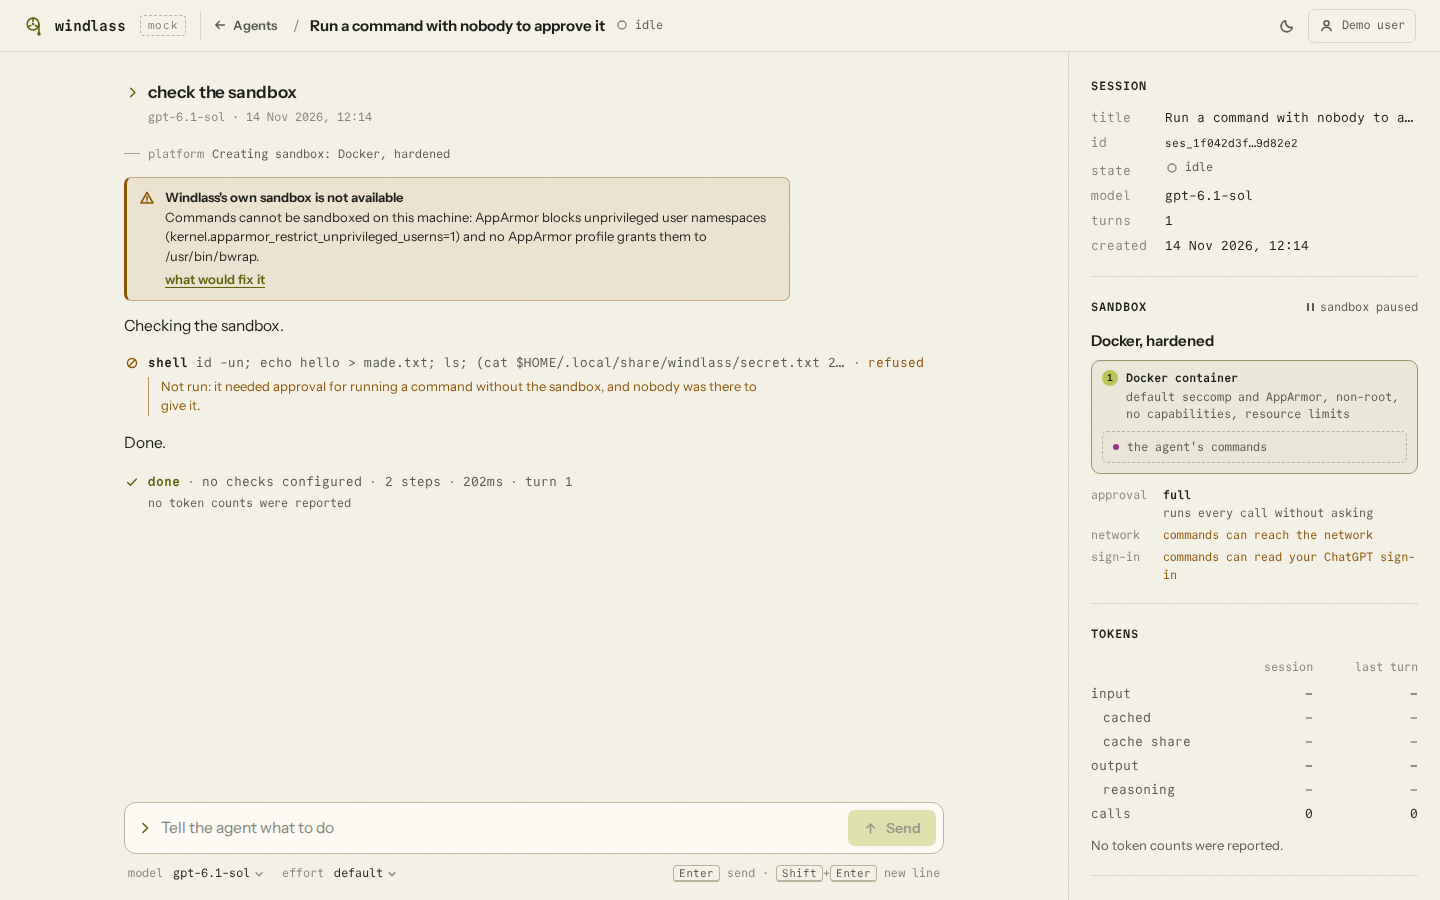 windlass mock Agents / Run a command with nobody to approve it idle Demo user
check the sandbox
gpt-6.1-sol · 14 Nov 2026, 12:14
platform Creating sandbox: Docker, hardened
Windlass's own sandbox is not available
Commands cannot be sandboxed on this machine: AppArmor blocks unprivileged user namespaces
(kernel.apparmor_restrict_unprivileged_userns=1) and no AppArmor profile grants them to
/usr/bin/bwrap.
what would fix it
Checking the sandbox.
shell id -un; echo hello > made.txt; ls; (cat $HOME/.local/share/windlass/secret.txt 2… · refused
Not run: it needed approval for running a command without the sandbox, and nobody was there to
give it.
Done.
done · no checks configured · 2 steps · 202ms · turn 1
no token counts were reported
Tell the agent what to do
Send
model gpt-6.1-sol effort default
Enter send · Shift+Enter new line
SESSION
title Run a command with nobody to a…
id ses_1f042d3f…9d82e2
state idle
model gpt-6.1-sol
turns 1
created 14 Nov 2026, 12:14
SANDBOX sandbox paused
Docker, hardened
1 Docker container
default seccomp and AppArmor, non-root,
no capabilities, resource limits
the agent's commands
approval full
runs every call without asking
network commands can reach the network
sign-in commands can read your ChatGPT sign-
in
TOKENS
session last turn
input – –
cached – –
cache share – –
output – –
reasoning – –
calls 0 0
No token counts were reported.